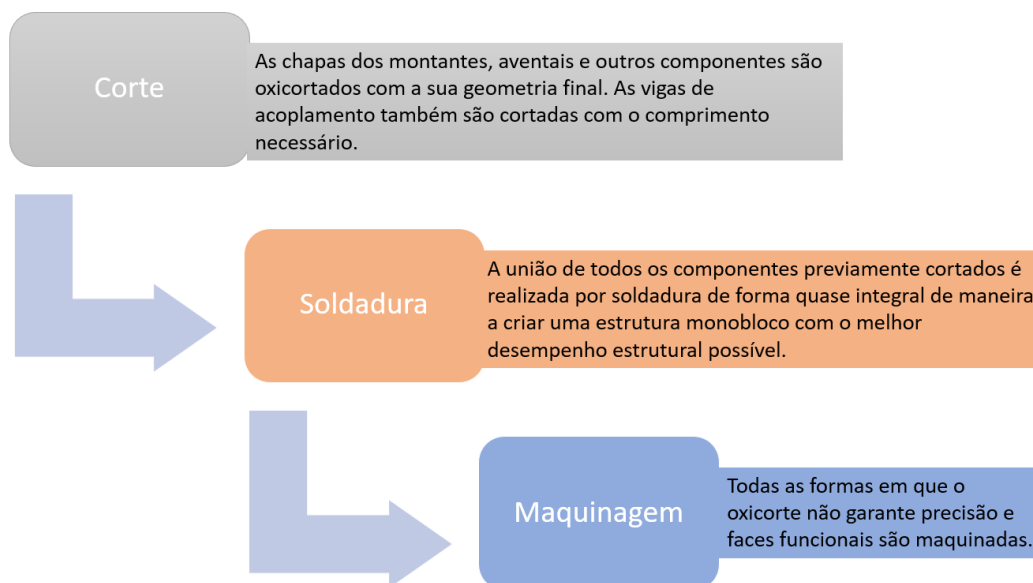 Corte
As chapas dos montantes, aventais e outros componentes são
oxicortados com a sua geometria final. As vigas de
acoplamento também são cortadas com o comprimento
necessário.
Soldadura
A união de todos os componentes previamente cortados é
realizada por soldadura de forma quase integral de maneira
a criar uma estrutura monobloco com o melhor
desempenho estrutural possível.
Maquinagem
Todas as formas em que o
oxicorte não garante precisão e
faces funcionais são maquinadas.